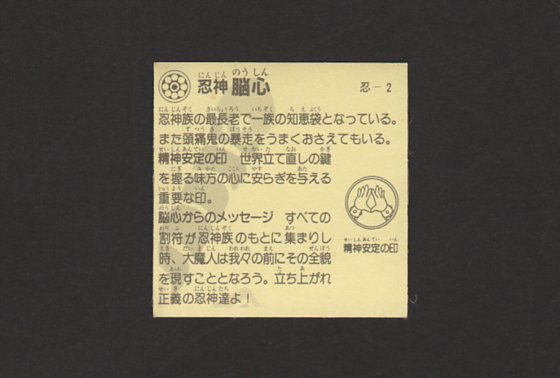 忍神 脳心 忍－2
忍神族の最長老で一族の知恵袋となっている。
また頭痛鬼の暴走をうまくおさえてもいる。
精神安定の印 世界立て直しの鍵
を握る味方の心に安らぎを与える
重要な印。
脳心からのメッセージ すべての
割符が忍神族のもとに集まりし
時、大魔人は我々の前にその全貌
を現すこととなろう。立ち上がれ
正義の忍神達よ！
精神安定の印